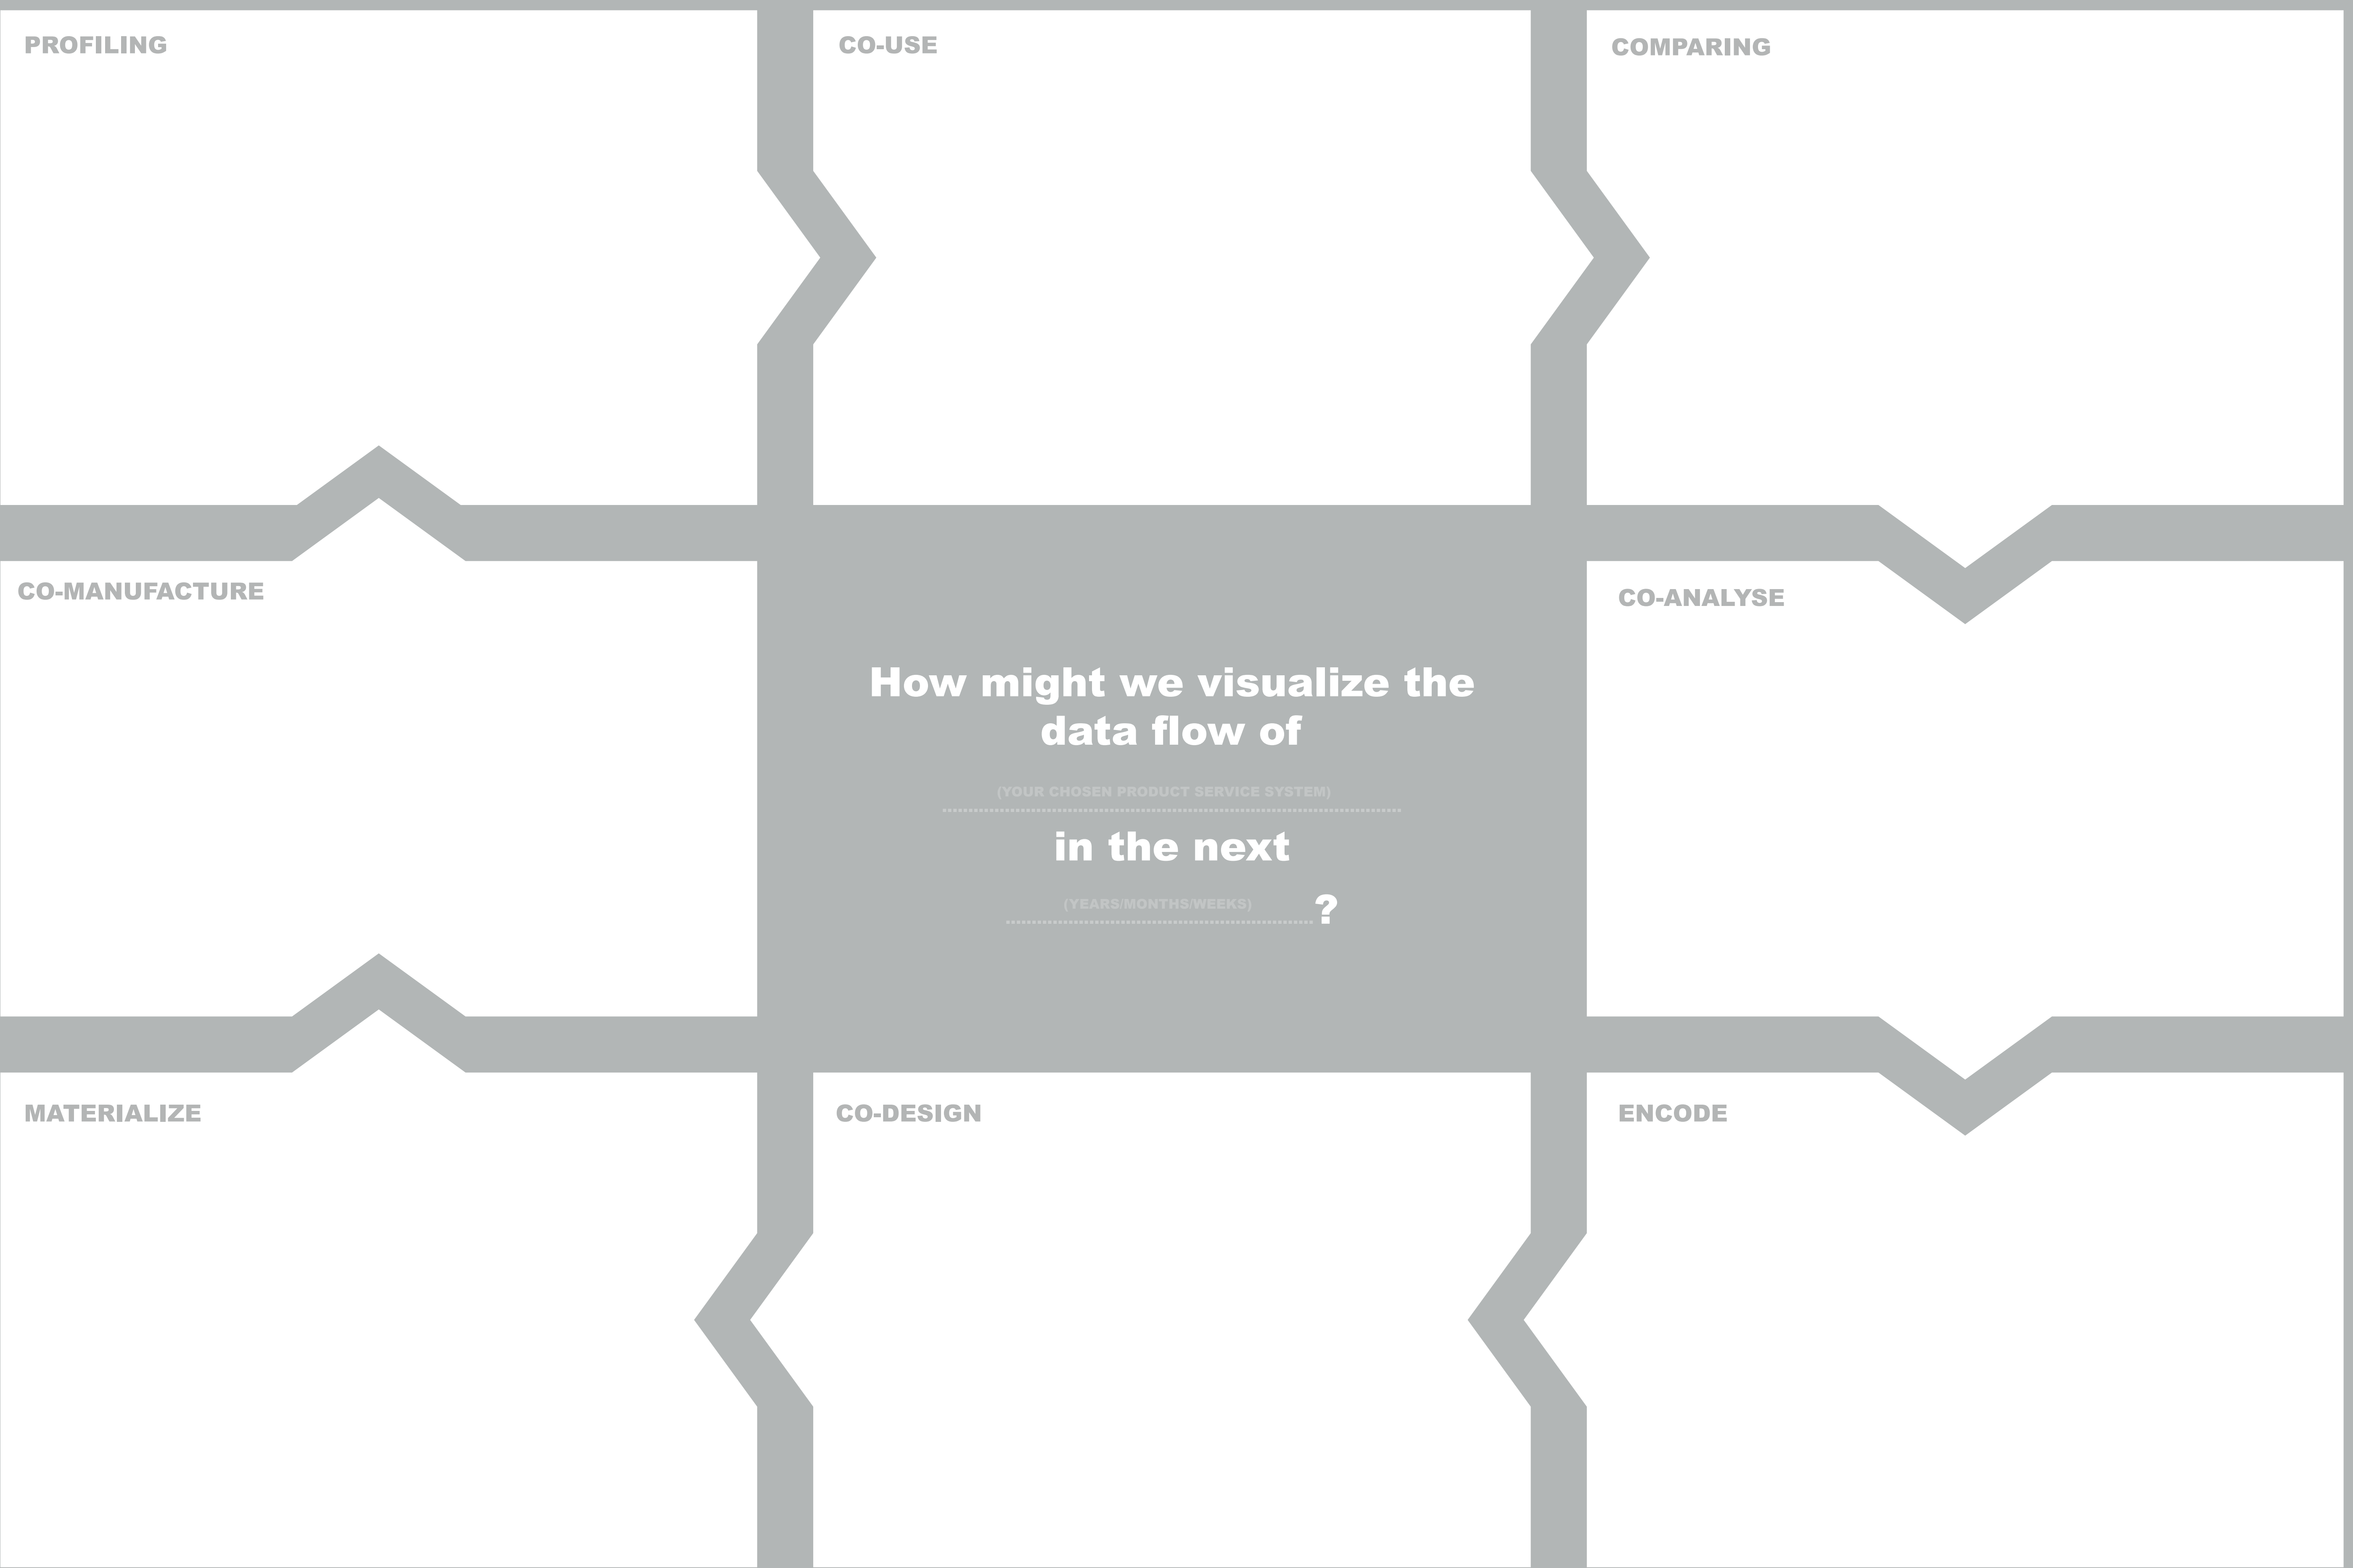 PROFILING
CO-USE
COMPARING
CO-MANUFACTURE
CO-ANALYSE
How might we visualize the
data flow of
(YOUR CHOSEN PRODUCT SERVICE SYSTEM)
in the next
(YEARS/MONTHS/WEEKS)
?
MATERIALIZE
CO-DESIGN
ENCODE